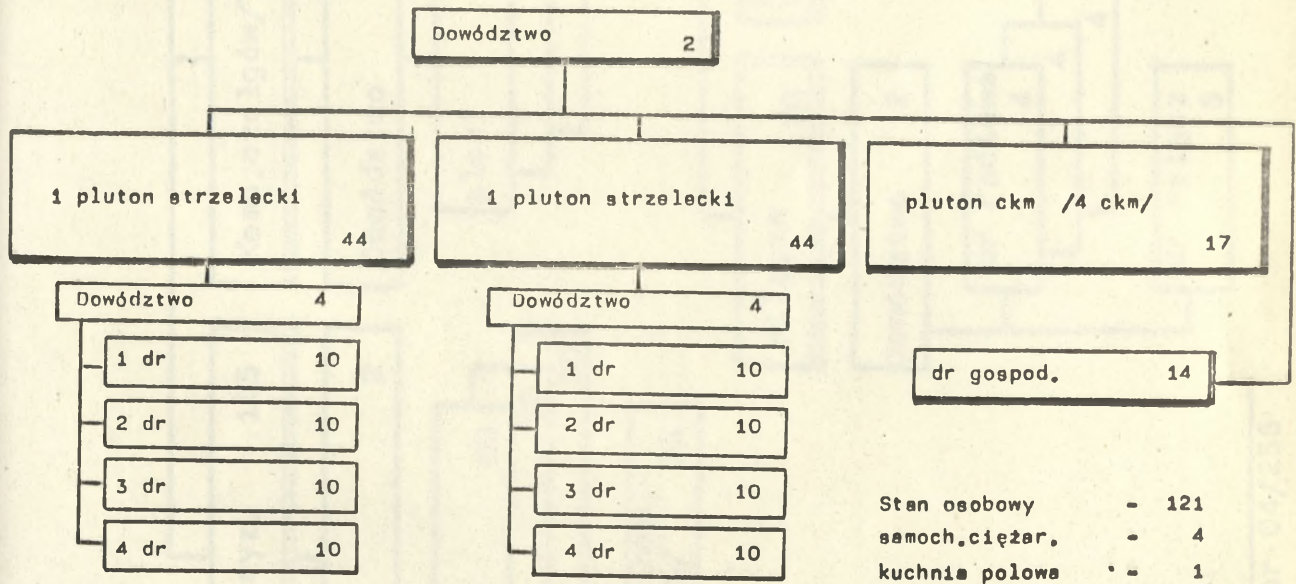 Dowództwo 2
1 pluton strzelecki
44
1 pluton strzelecki
44
pluton ckm /4 ckm/
17
Dowództwo 4
1 dr 10
2 dr 10
3 dr 10
4 dr 10
Dowództwo 4
1 dr 10
2 dr 10
3 dr 10
4 dr 10
dr gospod. 14
Stan osobowy - 121
samoch.ciężar. - 4
kuchnia polowa - 1